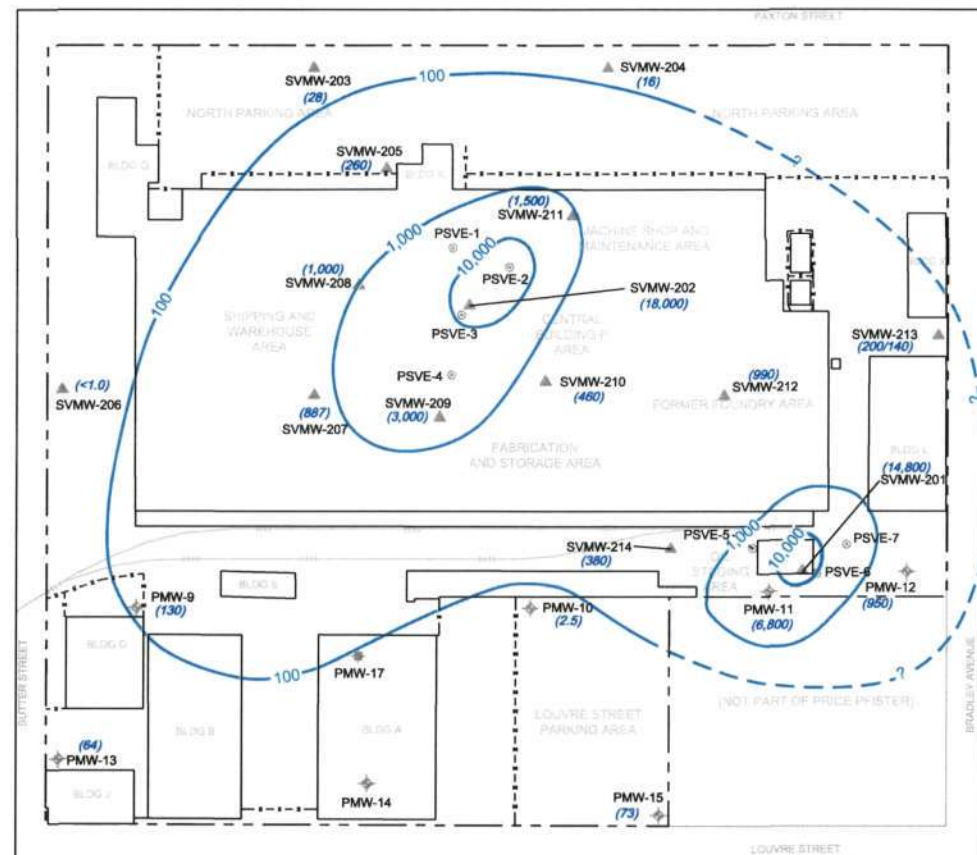 PAXTON STREET
100
SVMW-203
(28)
NORTH PARKING AREA
SVMW-204
(16)
NORTH PARKING AREA
?
BLDG Q
SVMW-205
(260)
1,000
(1,500)
SVMW-211
MACHINE SHOP AND
MAINTENANCE AREA
PSVE-1
10,000
PSVE-2
100
(1,000)
SVMW-208
SVMW-202
(18,000)
SHIPPING AND
WAREHOUSE
AREA
PSVE-3
CENTRAL
BUILDING P
AREA
SVMW-213
(200/140)
(<1.0)
SVMW-206
PSVE-4
(887)
SVMW-207
SVMW-209
(3,000)
SVMW-210
(460)
(990)
SVMW-212
FORMER FOUNDRY AREA
?
FABRICATION
AND STORAGE AREA
BLDG L
(14,800)
SVMW-201
SVMW-214
(380)
PSVE-5
1,000
10,000
PSVE-7
PSVE-6
STAGING
AREA
PMW-9
(130)
BLDG S
PMW-10
(2.5)
PMW-11
(6,800)
PMW-12
(950)
SUTTER STREET
BLDG D
100
PMW-17
?
(NOT PART OF PRICE PFISTER)
BRADLEY AVENUE
BLDG B
BLDG A
LOUVRE STREET
PARKING AREA
(64)
PMW-13
BLDG J
PMW-14
PMW-15
(73)
LOUVRE STREET